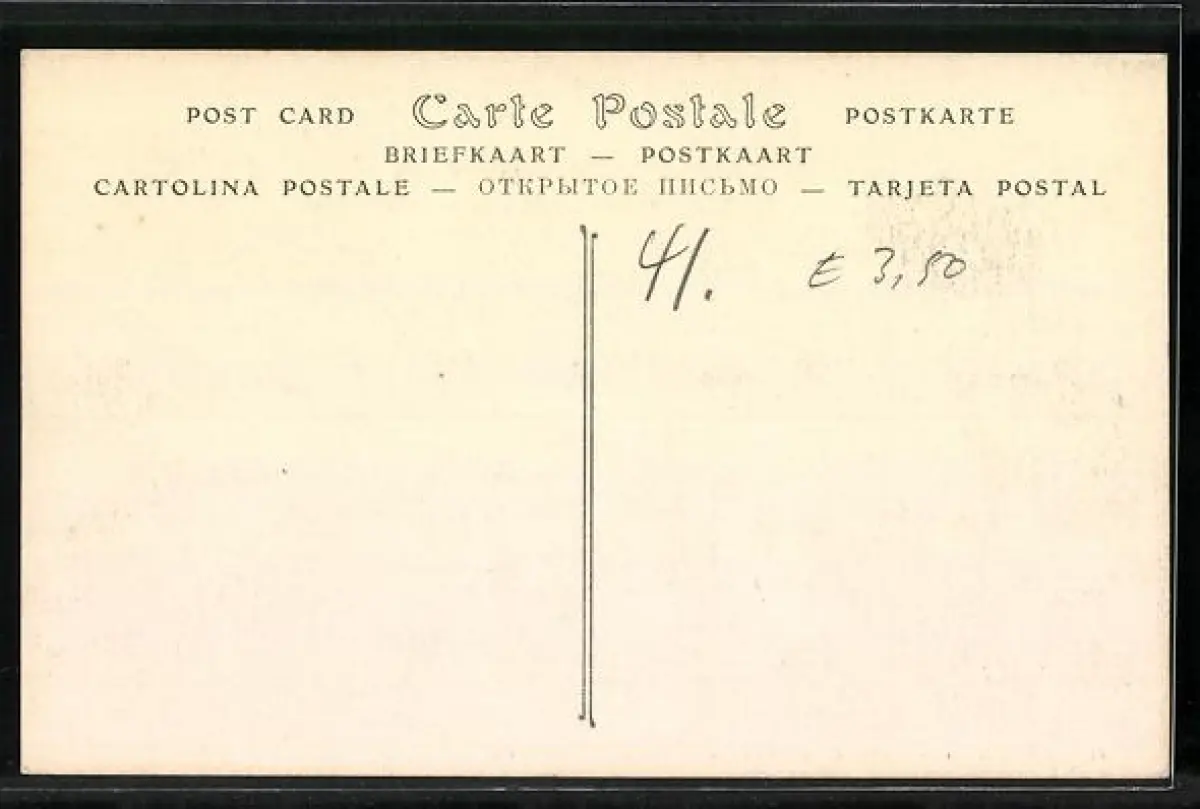 POST CARD Carte Postale POSTKARTE
BRIEFKAART — POSTKAART
CARTOLINA POSTALE — ОТКРЫТОЕ ПИСЬМО — TARJETA POSTAL
41. € 3,50